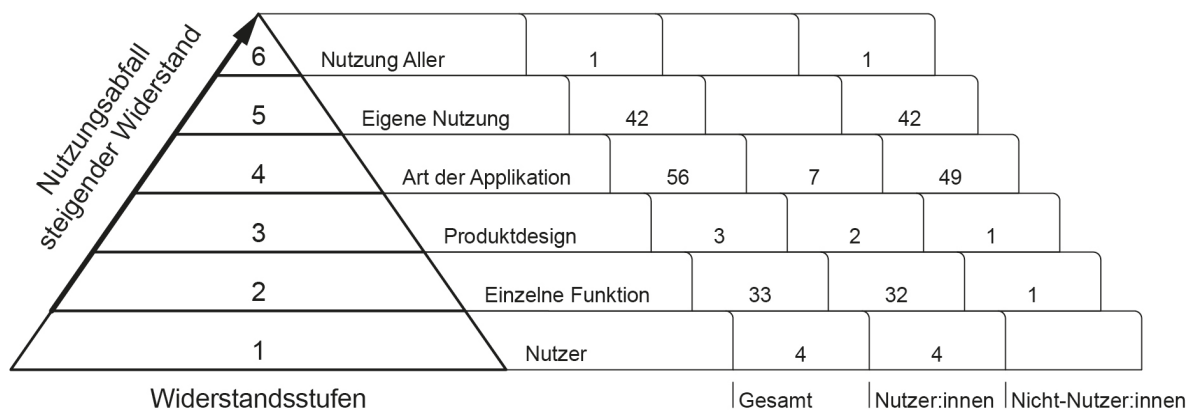 Nutzungsabfall
steigender Widerstand
6 Nutzung Aller 1 1
5 Eigene Nutzung 42 42
4 Art der Applikation 56 7 49
3 Produktdesign 3 2 1
2 Einzelne Funktion 33 32 1
1 Nutzer 4 4
Widerstandsstufen Gesamt Nutzer:innen Nicht-Nutzer:innen